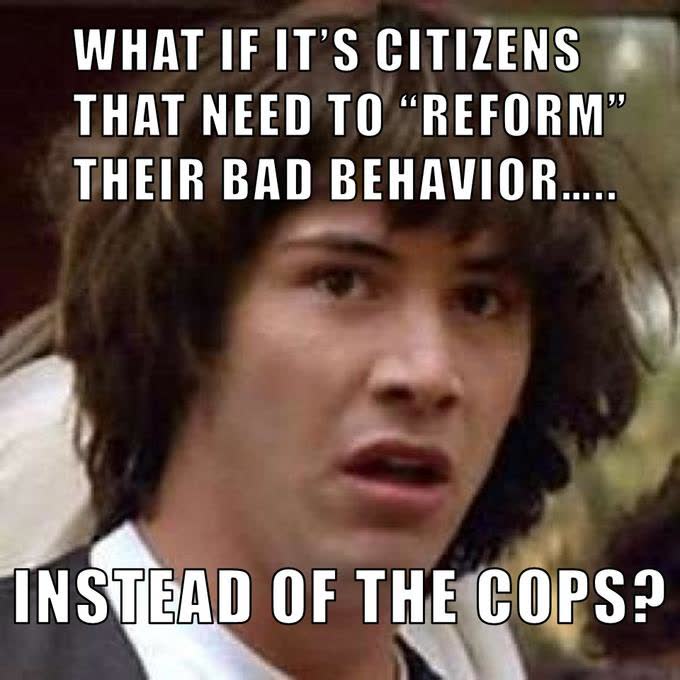 WHAT IF IT’S CITIZENS
THAT NEED TO “REFORM”
THEIR BAD BEHAVIOR.....
INSTEAD OF THE COPS?